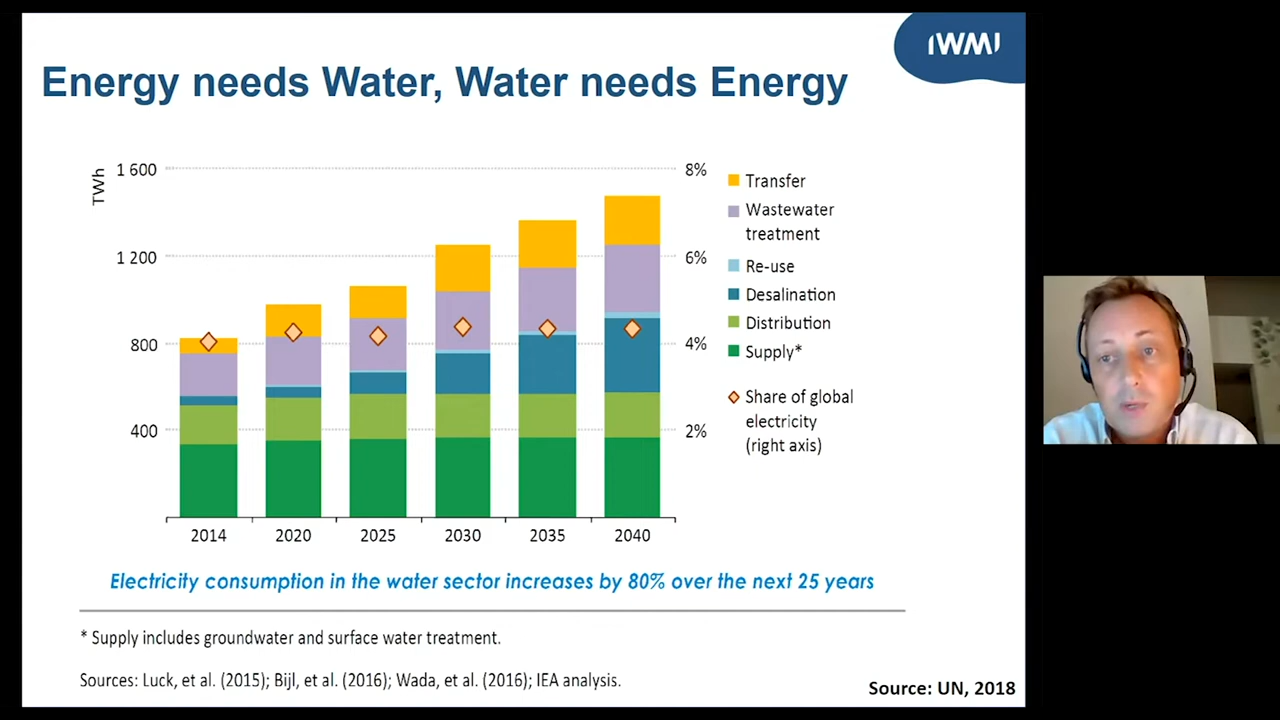 IWMI
Energy needs Water, Water needs Energy
TWh
1 600
1 200
800
400
8%
6%
4%
2%
2014 2020 2025 2030 2035 2040
Transfer
Wastewater
treatment
Re-use
Desalination
Distribution
Supply*
Share of global
electricity
(right axis)
Electricity consumption in the water sector increases by 80% over the next 25 years
* Supply includes groundwater and surface water treatment.
Sources: Luck, et al. (2015); Bijl, et al. (2016); Wada, et al. (2016); IEA analysis.
Source: UN, 2018